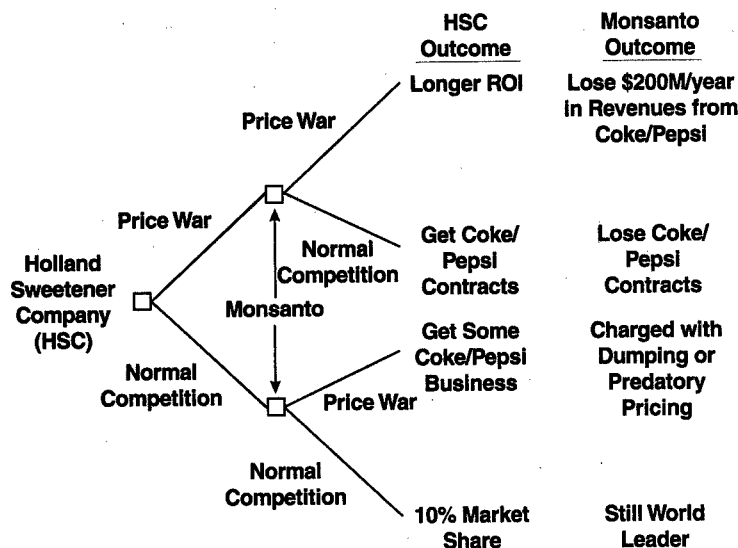 HSC
Outcome
Monsanto
Outcome
Longer ROI
Lose $200M/year
in Revenues from
Coke/Pepsi
Price War
Price War
Normal
Competition
Get Coke/
Pepsi
Contracts
Lose Coke/
Pepsi
Contracts
Holland
Sweetener
Company
(HSC)
Monsanto
Get Some
Coke/Pepsi
Business
Charged with
Dumping or
Predatory
Pricing
Normal
Competition
Price War
Normal
Competition
10% Market
Share
Still World
Leader